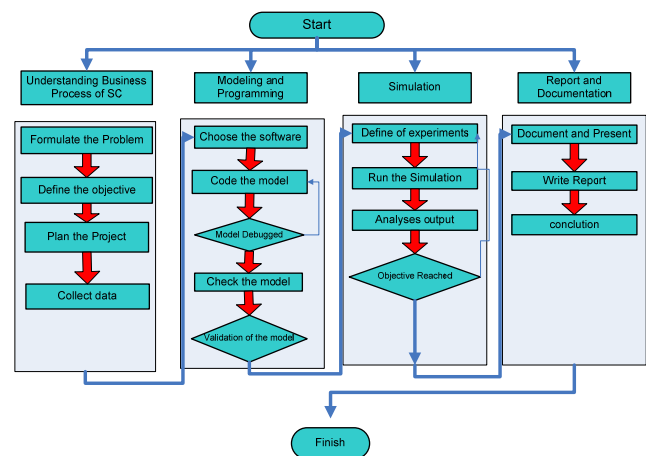 Start
Understanding Business
Process of SC
Modeling and
Programming
Simulation
Report and
Documentation
Formulate the Problem
Define the objective
Plan the Project
Collect data
Choose the software
Code the model
Model Debugged
Check the model
Validation of the model
Define of experiments
Run the Simulation
Analyses output
Objective Reached
Document and Present
Write Report
conclution
Finish